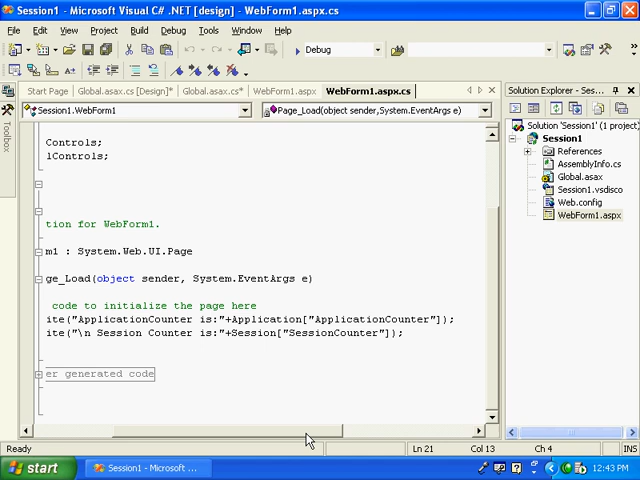 Session1 - Microsoft Visual C# .NET [design] - WebForm1.aspx.cs
File Edit View Project Build Debug Tools Window Help
Debug
Start Page Global.asax.cs [Design]* Global.asax.cs* WebForm1.aspx* WebForm1.aspx.cs
Session1.WebForm1 Page_Load(object sender,System.EventArgs e)
Controls;
lControls;
tion for WebForm1.
m1 : System.Web.UI.Page
ge_Load(object sender, System.EventArgs e)
code to initialize the page here
ite("ApplicationCounter is:"+Application["ApplicationCounter"]);
ite("\n Session Counter is:"+Session["SessionCounter"]);
er generated code
Toolbox
Solution Explorer - Ses...
Solution 'Session1' (1 project)
Session1
References
AssemblyInfo.cs
Global.asax
Session1.vsdisco
Web.config
WebForm1.aspx
Ready Ln 21 Col 13 Ch 4 INS
start Session1 - Microsoft ... 12:43 PM